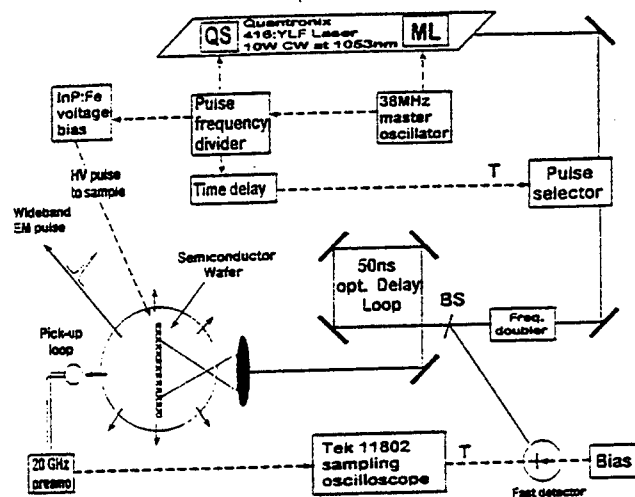 Quantronix
QS
416:YLF Laser
ML
10W CW at 1053nm
InP:Fe
voltage
bias
Pulse
frequency
divider
38MHz
master
oscillator
HV pulse
to sample
Time delay
T
Pulse
selector
Wideband
EM pulse
Semiconductor
Wafer
50ns
opt. Delay
Loop
BS
Freq.
doubler
Pick-up
loop
20 GHz
preamp
Tek 11802
sampling
oscilloscope
T
Bias
Fast detector